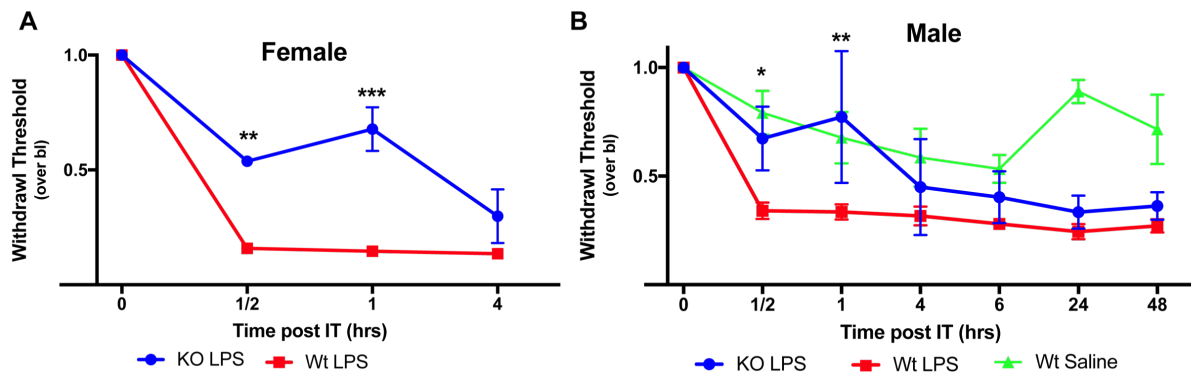 A
Female
Withdrawl Threshold
(over bl)
1.0
0.5
**
***
0
1/2
1
4
Time post IT (hrs)
KO LPS
Wt LPS
B
Male
Withdrawl Threshold
(over bl)
1.0
0.5
*
**
0
1/2
1
4
6
24
48
Time post IT (hrs)
KO LPS
Wt LPS
Wt Saline